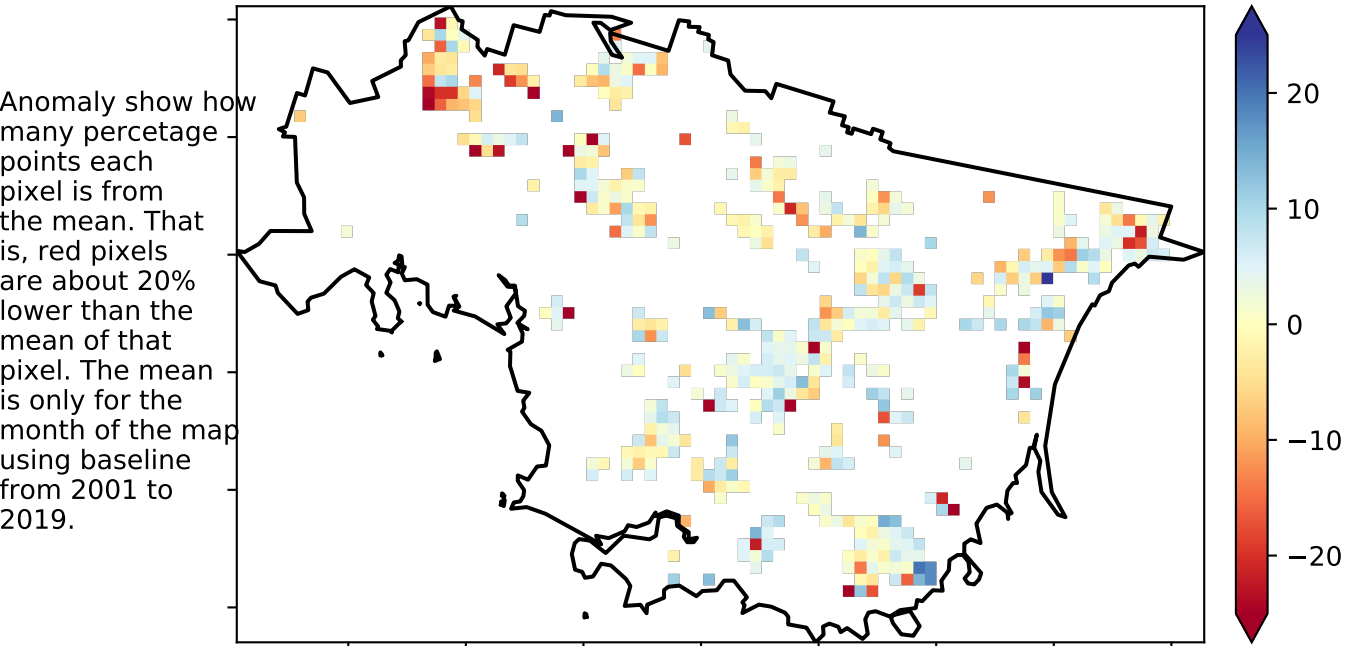 Anomaly show how
many percetage
points each
pixel is from
the mean. That
is, red pixels
are about 20%
lower than the
mean of that
pixel. The mean
is only for the
month of the map
using baseline
from 2001 to
2019.
20
10
0
−10
−20